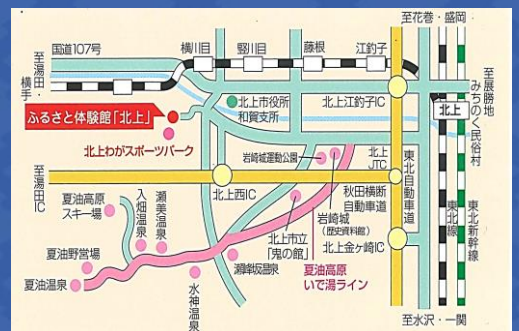 至花巻・盛岡
国道107号
横川目
竪川目
藤根
江釣子
至湯田・
横手
至展勝地
みちのく民俗村
北上
北上江釣子IC
北上市役所
和賀支所
ふるさと体験館「北上」
北上わがスポーツパーク
岩崎城運動公園
北上
JTC
東北自動車道
至湯田
IC
北上西IC
秋田横断
自動車道
夏油高原
スキー場
入畑温泉
瀬美温泉
岩崎城
(歴史資料館)
北上市立
「鬼の館」
夏油高原
いで湯ライン
北上金ヶ崎IC
東北線
東北新幹線
夏油野営場
夏油温泉
水神温泉
瀬峰坂温泉
至水沢・一関